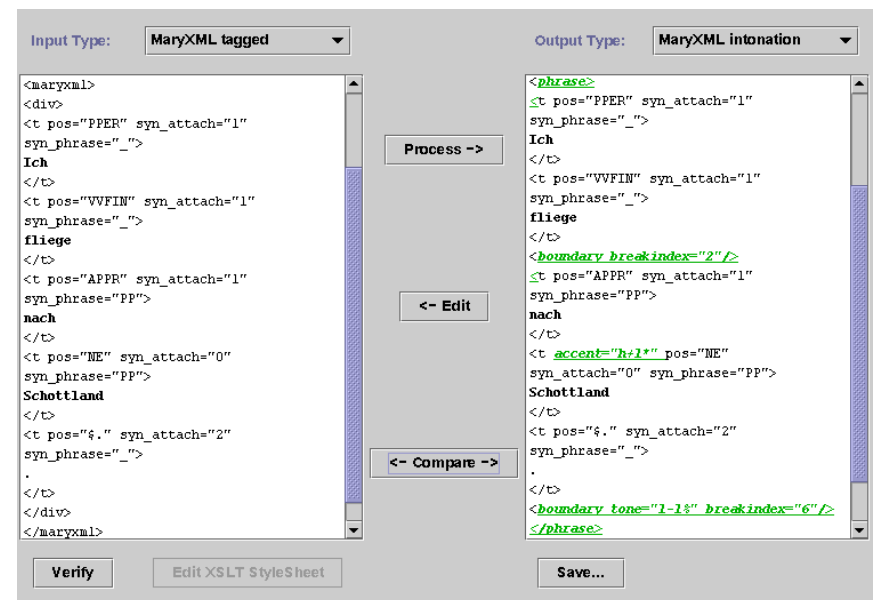 Input Type:
MaryXML tagged
Output Type:
MaryXML intonation
<maryxml>
<div>
<t pos="PPER" syn_attach="1"
syn_phrase="_">
Ich
</t>
<t pos="VVFIN" syn_attach="1"
syn_phrase="_">
fliege
</t>
<t pos="APPR" syn_attach="1"
syn_phrase="PP">
nach
</t>
<t pos="NE" syn_attach="0"
syn_phrase="PP">
Schottland
</t>
<t pos="$." syn_attach="2"
syn_phrase="_">
.
</t>
</div>
</maryxml>
Process ->
<- Edit
<- Compare ->
<phrase>
<t pos="PPER" syn_attach="1"
syn_phrase="_">
Ich
</t>
<t pos="VVFIN" syn_attach="1"
syn_phrase="_">
fliege
</t>
<boundary breakindex="2"/>
<t pos="APPR" syn_attach="1"
syn_phrase="PP">
nach
</t>
<t accent="h+l*" pos="NE"
syn_attach="0" syn_phrase="PP">
Schottland
</t>
<t pos="$." syn_attach="2"
syn_phrase="_">
.
</t>
<boundary tone="l-l%" breakindex="6"/>
</phrase>
Verify
Edit XSLT StyleSheet
Save...